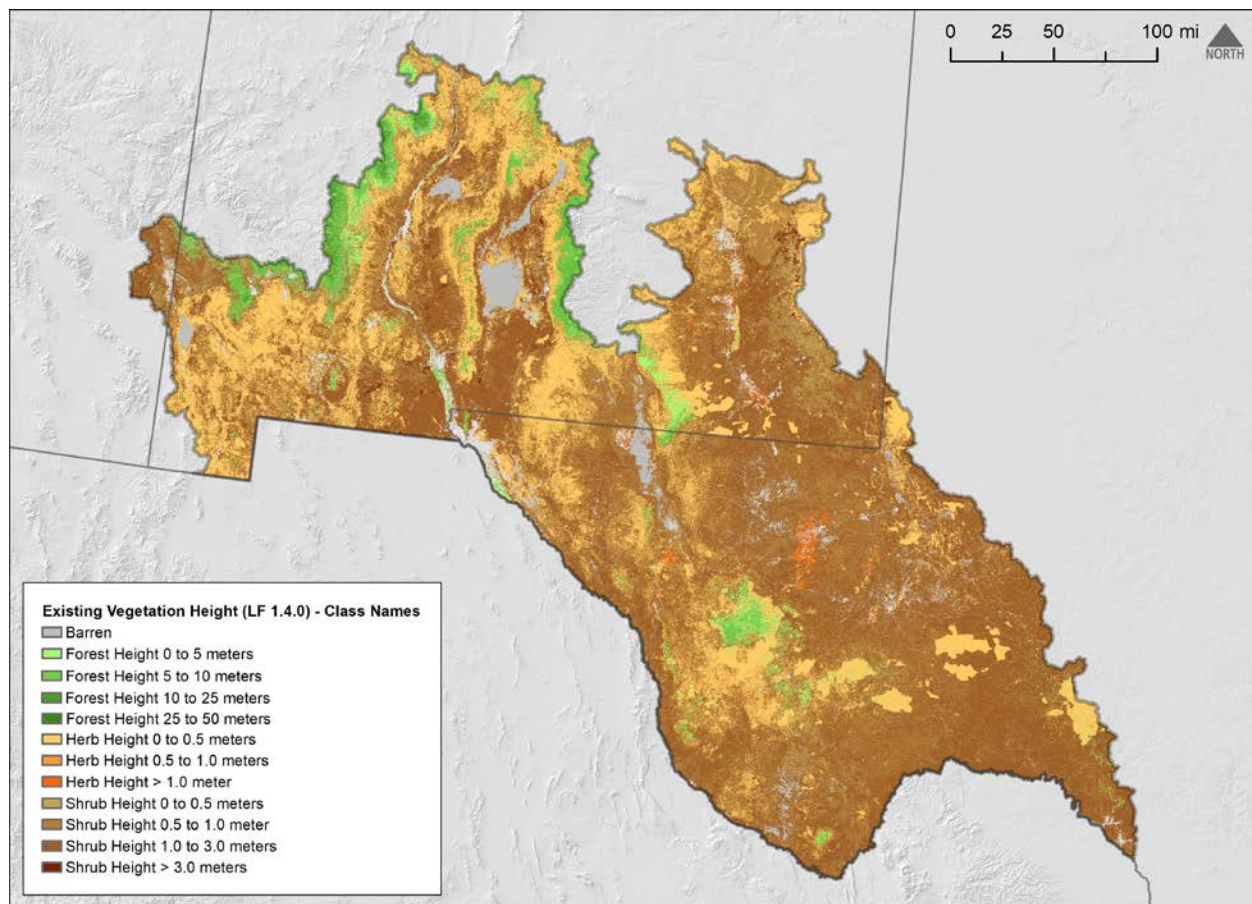 0 25 50 100 mi
NORTH
Existing Vegetation Height (LF 1.4.0) - Class Names
Barren
Forest Height 0 to 5 meters
Forest Height 5 to 10 meters
Forest Height 10 to 25 meters
Forest Height 25 to 50 meters
Herb Height 0 to 0.5 meters
Herb Height 0.5 to 1.0 meters
Herb Height > 1.0 meter
Shrub Height 0 to 0.5 meters
Shrub Height 0.5 to 1.0 meter
Shrub Height 1.0 to 3.0 meters
Shrub Height > 3.0 meters